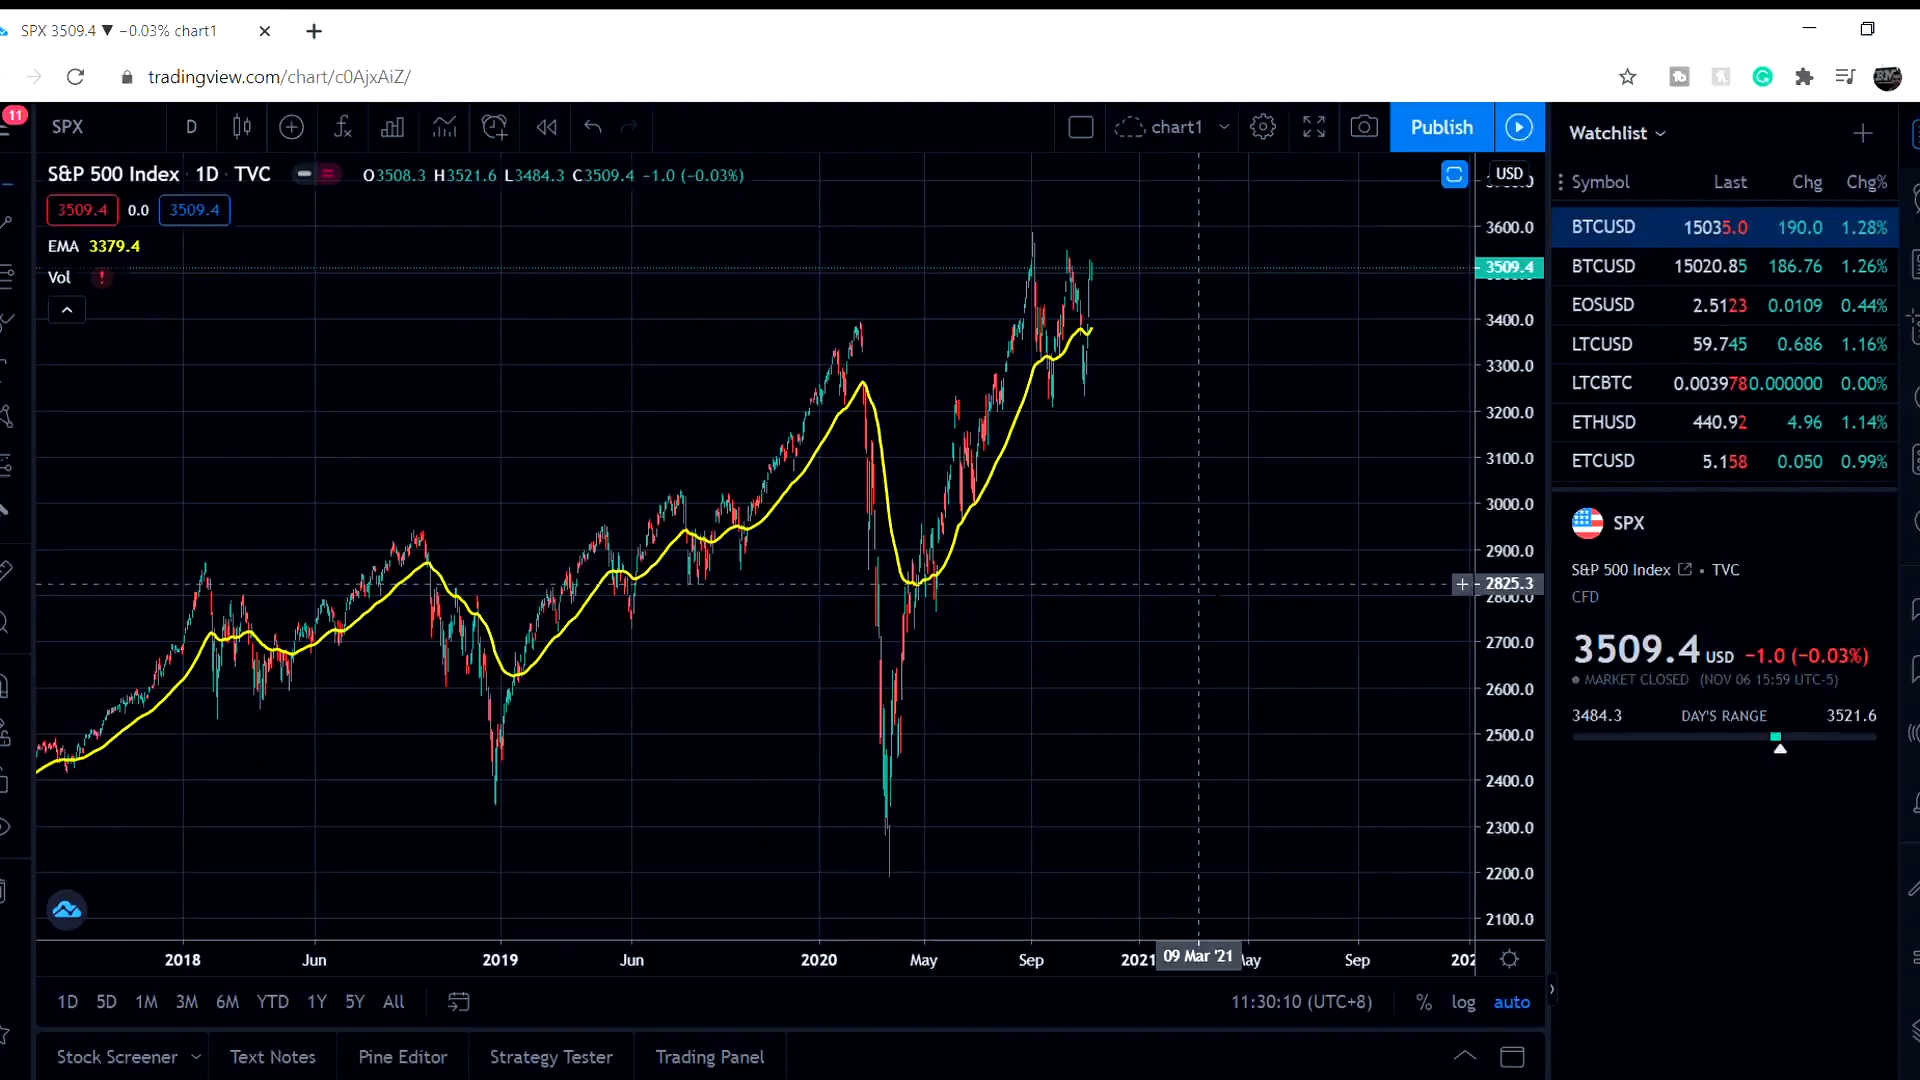 SPX 3509.4 ▼ −0.03% chart1
tradingview.com/chart/c0AjxAiZ/
11
SPX D chart1 Publish
S&P 500 Index · 1D · TVC O3508.3 H3521.6 L3484.3 C3509.4 −1.0 (−0.03%)
3509.4 0.0 3509.4
EMA 3379.4
Vol !
USD
3600.0
3509.4
3400.0
3300.0
3200.0
3100.0
3000.0
2900.0
2825.3
2800.0
2700.0
2600.0
2500.0
2400.0
2300.0
2200.0
2100.0
2018 Jun 2019 Jun 2020 May Sep 2021 09 Mar '21 Sep
1D 5D 1M 3M 6M YTD 1Y 5Y All 11:30:10 (UTC+8) % log auto
Stock Screener Text Notes Pine Editor Strategy Tester Trading Panel
Watchlist
Symbol Last Chg Chg%
BTCUSD 15035.0 190.0 1.28%
BTCUSD 15020.85 186.76 1.26%
EOSUSD 2.5123 0.0109 0.44%
LTCUSD 59.745 0.686 1.16%
LTCBTC 0.003978 0.000000 0.00%
ETHUSD 440.92 4.96 1.14%
ETCUSD 5.158 0.050 0.99%
SPX
S&P 500 Index • TVC
CFD
3509.4 USD −1.0 (−0.03%)
MARKET CLOSED (NOV 06 15:59 UTC-5)
3484.3 DAY'S RANGE 3521.6